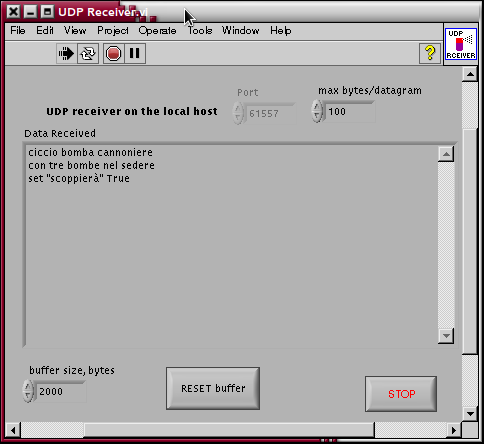 UDP Receiver.vi
File Edit View Project Operate Tools Window Help
?
UDP
RCEIVER
Port
max bytes/datagram
UDP receiver on the local host
61557
100
Data Received
ciccio bomba cannoniere
con tre bombe nel sedere
set "scoppierà" True
buffer size, bytes
2000
RESET buffer
STOP